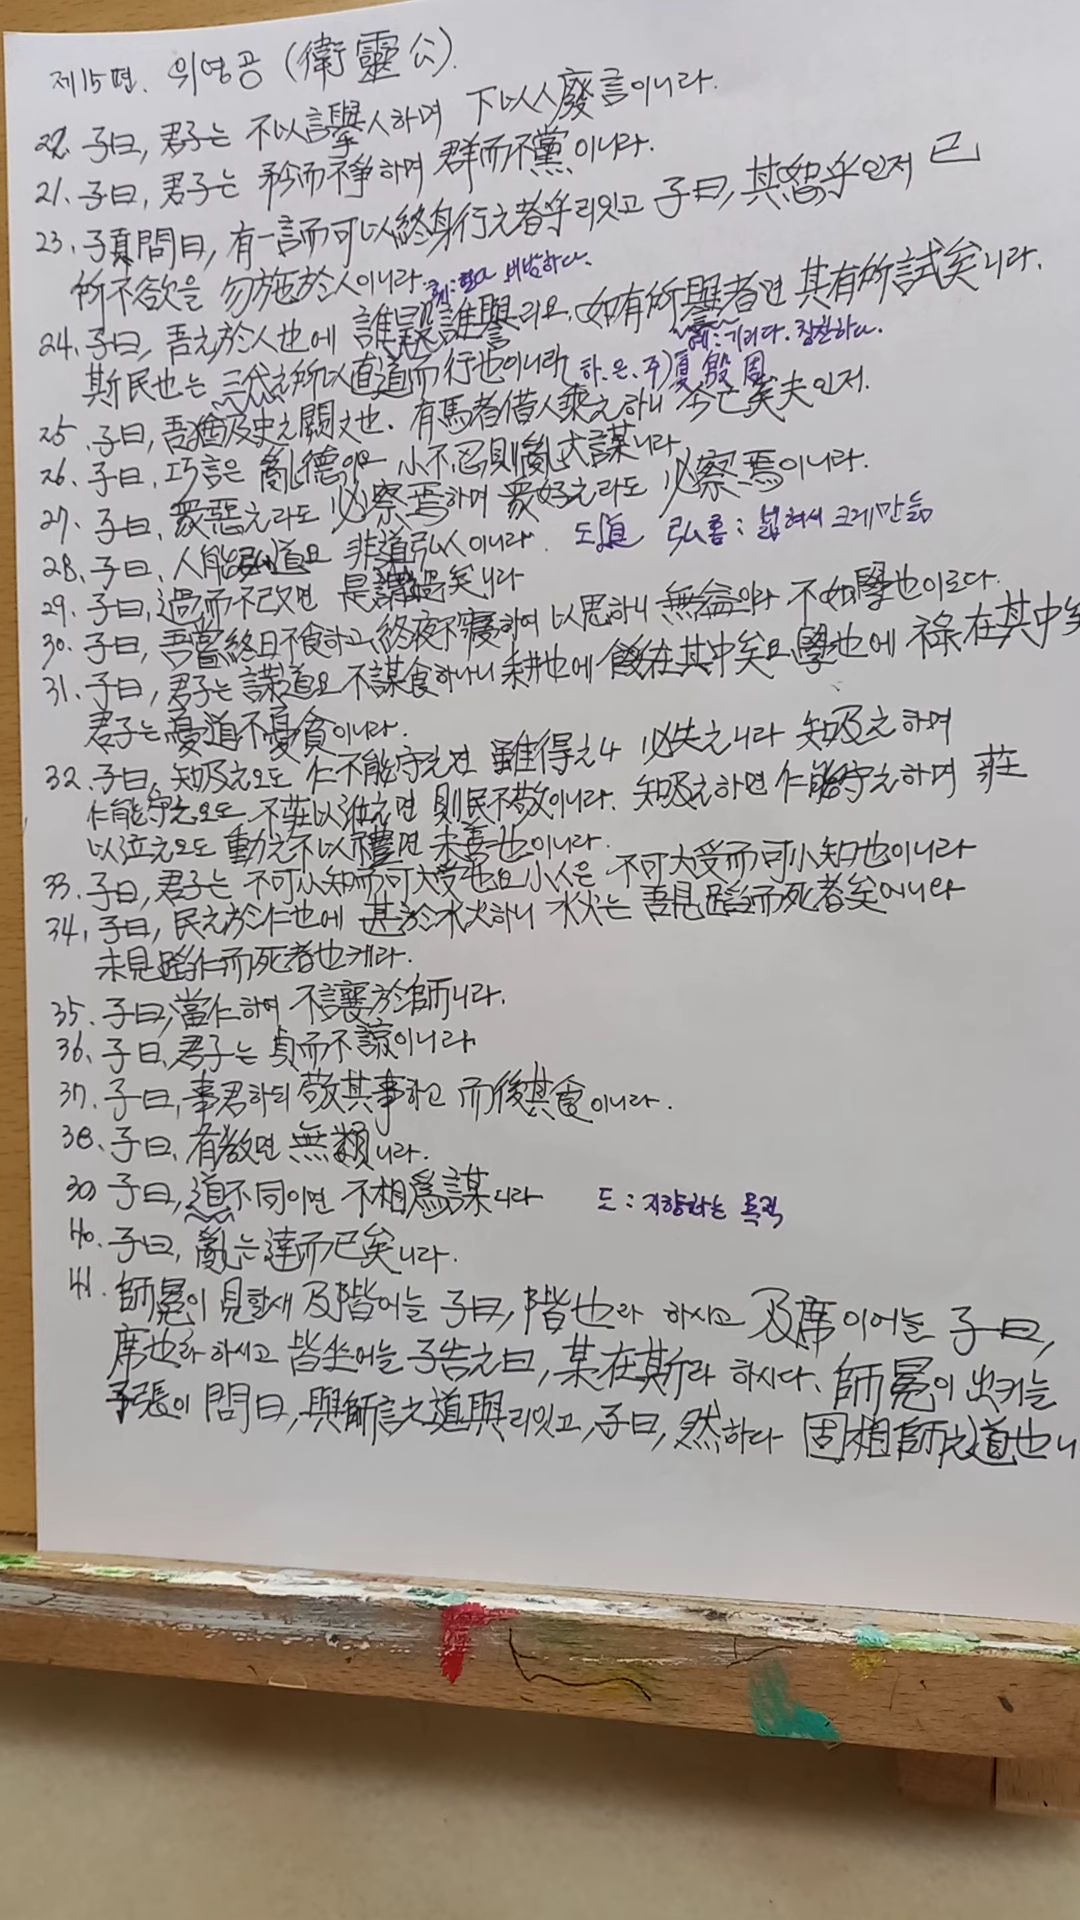 제15편. 위영공 (衛靈公).
22. 子曰, 君子는 不以言擧人하며 不以人廢言이니라.
21. 子曰, 君子는 矜而不爭하며 群而不黨이니라.
23. 子貢問曰, 有一言而可以終身行之者乎리잇고 子曰, 其恕乎인저 己
所不欲을 勿施於人이니라.
훼:헐다 비방하다.
24. 子曰, 吾之於人也에 誰毁誰譽리요. 如有所譽者면 其有所試矣니라.
예:기리다. 칭찬하다.
斯民也는 三代之所以直道而行也이니라 하.은.주)夏殷周
25. 子曰, 吾猶及史之闕文也. 有馬者借人乘之하니 今亡矣夫인저.
26. 子曰, 巧言은 亂德이요 小不忍則亂大謀니라
27. 子曰, 衆惡之라도 必察焉하며 衆好之라도 必察焉이니라.
28. 子曰, 人能弘道요 非道弘人이니라. 도道 弘홍:넓혀서 크게만듦
29. 子曰, 過而不改면 是謂過矣니라
30. 子曰, 吾嘗終日不食하고 終夜不寢하여 以思하니 無益이라 不如學也이로다.
31. 子曰, 君子는 謀道요 不謀食하나니 耕也에 餒在其中矣요 學也에 祿在其中矣
君子는 憂道不憂貧이니라.
32. 子曰, 知及之오도 仁不能守之면 雖得之나 必失之니라 知及之하며
仁能守之오도 不莊以涖之면 則民不敬이니라. 知及之하면 仁能守之하며 莊
以涖之오도 動之不以禮면 未善也이니라.
33. 子曰, 君子는 不可小知而可大受也요 小人은 不可大受而可小知也이니라
34. 子曰, 民之於仁也에 甚於水火하니 水火는 吾見蹈而死者矣어니와
未見蹈仁而死者也케라.
35. 子曰, 當仁하여 不讓於師니라.
36. 子曰, 君子는 貞而不諒이니라
37. 子曰, 事君하되 敬其事하고 而後其食이니라.
38. 子曰, 有敎면 無類니라.
39 子曰, 道不同이면 不相爲謀니라 도:지향하는 목적
40. 子曰, 辭는 達而已矣니라.
41. 師冕이 見할새 及階어늘 子曰, 階也라 하시고 及席이어늘 子曰,
席也라 하시고 皆坐어늘 子告之曰, 某在斯라 하시다. 師冕이 出커늘
子張이 問曰, 與師言之道與리잇고, 子曰, 然하다 固相師之道也니